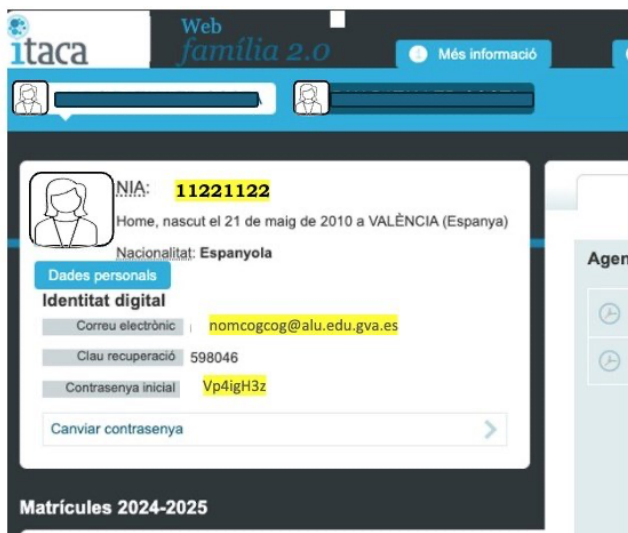 itaca
Web
família 2.0
Més informació
NIA: 11221122
Home, nascut el 21 de maig de 2010 a VALÈNCIA (Espanya)
Nacionalitat: Espanyola
Dades personals
Identitat digital
Correu electrònic nomcogcog@alu.edu.gva.es
Clau recuperació 598046
Contrasenya inicial Vp4igH3z
Canviar contrasenya
Matrícules 2024-2025
Agen